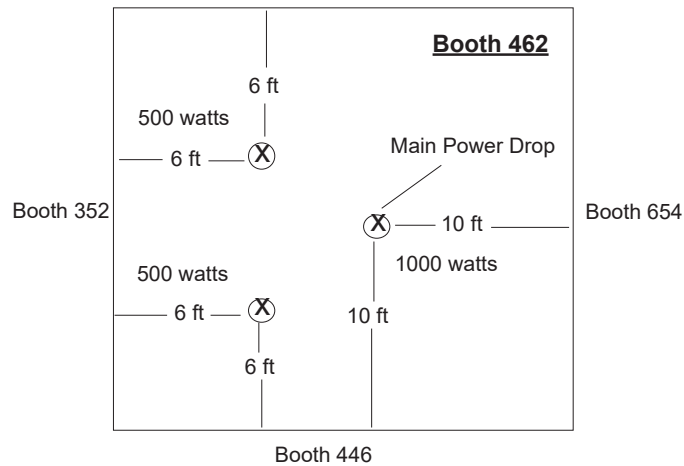 Booth 462
6 ft
500 watts
X
6 ft
Main Power Drop
Booth 352
X
10 ft
Booth 654
1000 watts
500 watts
X
6 ft
10 ft
6 ft
Booth 446